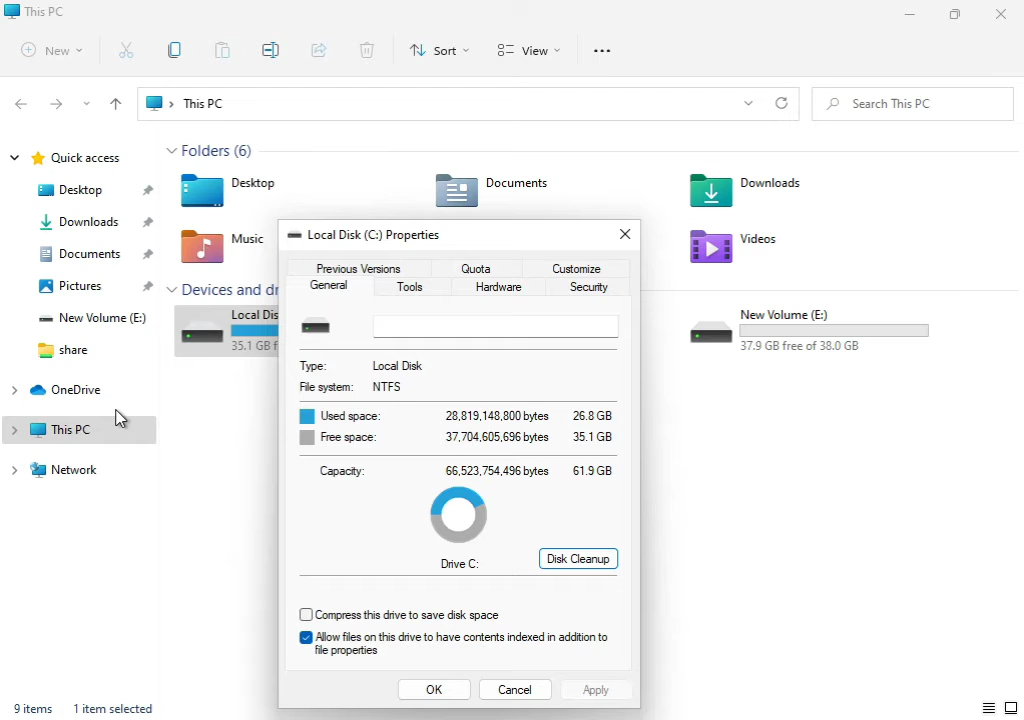 This PC
New
Sort
View
This PC
Search This PC
Quick access
Desktop
Downloads
Documents
Pictures
New Volume (E:)
share
OneDrive
This PC
Network
Folders (6)
Desktop
Documents
Downloads
Music
Videos
Devices and dr
Local Dis
35.1 GB f
New Volume (E:)
37.9 GB free of 38.0 GB
Local Disk (C:) Properties
Previous Versions
Quota
Customize
General
Tools
Hardware
Security
Type: Local Disk
File system: NTFS
Used space: 28,819,148,800 bytes 26.8 GB
Free space: 37,704,605,696 bytes 35.1 GB
Capacity: 66,523,754,496 bytes 61.9 GB
Drive C:
Disk Cleanup
Compress this drive to save disk space
Allow files on this drive to have contents indexed in addition to
file properties
OK
Cancel
Apply
9 items
1 item selected